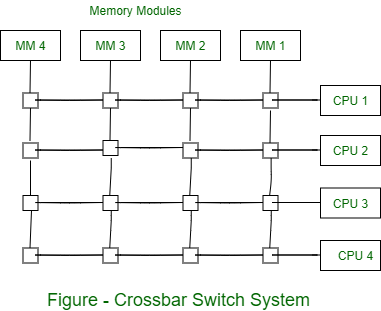 Memory Modules
MM 4
MM 3
MM 2
MM 1
CPU 1
CPU 2
CPU 3
CPU 4
Figure - Crossbar Switch System